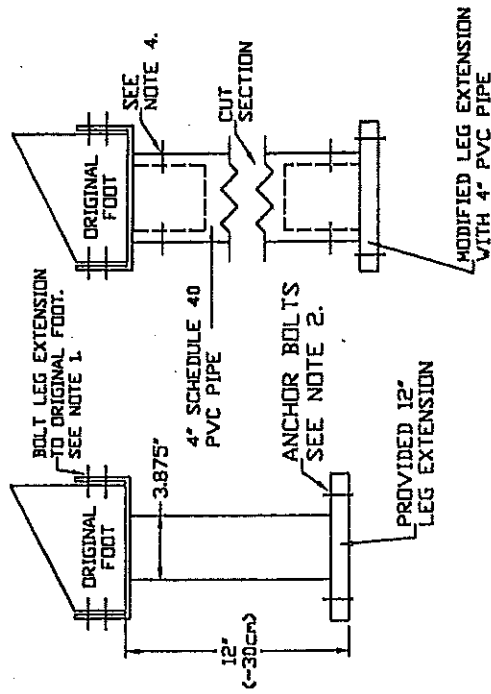 BOLT LEG EXTENSION
TO ORIGINAL FOOT.
SEE NOTE 1.
ORIGINAL
FOOT
3.875"
12"
(~30cm)
ANCHOR BOLTS
SEE NOTE 2.
PROVIDED 12"
LEG EXTENSION
ORIGINAL
FOOT
SEE
NOTE 4.
4" SCHEDULE 40
PVC PIPE
CUT
SECTION
MODIFIED LEG EXTENSION
WITH 4" PVC PIPE